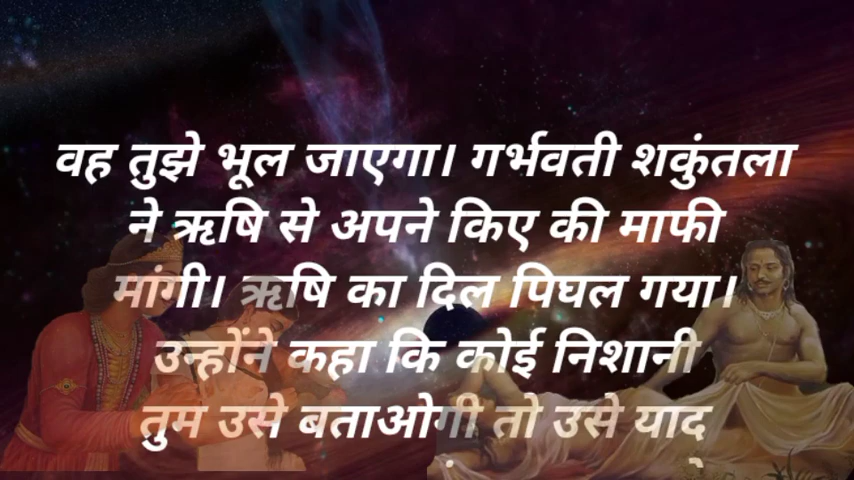 वह तुझे भूल जाएगा। गर्भवती शकुंतला
ने ऋषि से अपने किए की माफी
मांगी। ऋषि का दिल पिघल गया।
उन्होंने कहा कि कोई निशानी
तुम उसे बताओगी तो उसे याद